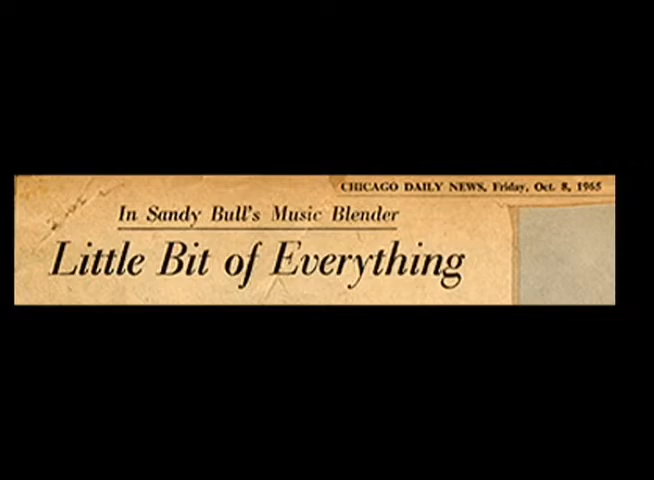 CHICAGO DAILY NEWS, Friday, Oct. 8, 1965
In Sandy Bull's Music Blender
Little Bit of Everything